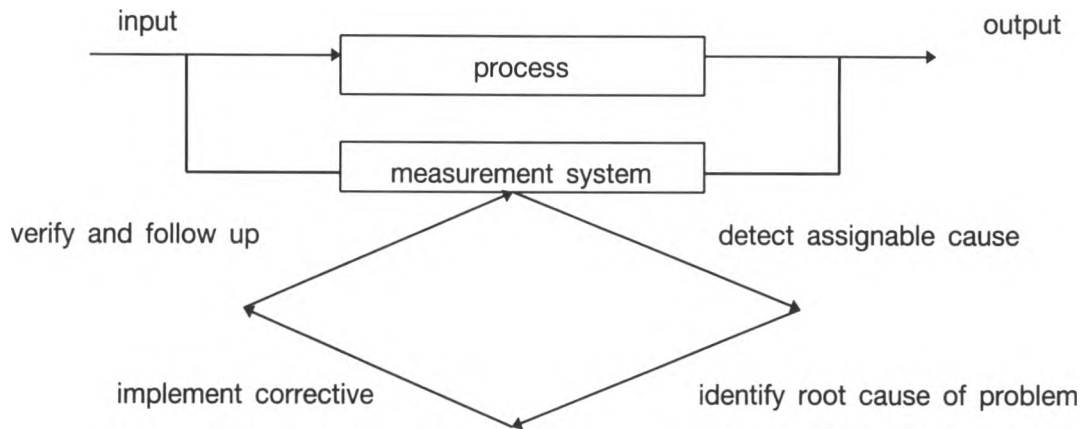 input
output
process
measurement system
verify and follow up
detect assignable cause
implement corrective
identify root cause of problem